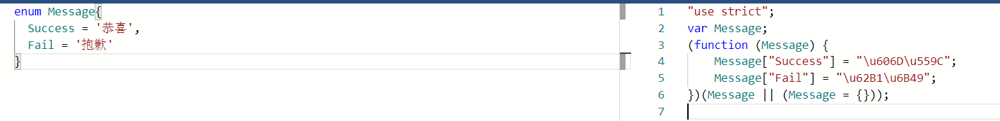 enum Message{
Success = '恭喜',
Fail = '抱歉'
}
1 "use strict";
2 var Message;
3 (function (Message) {
4 Message["Success"] = "\u606D\u559C";
5 Message["Fail"] = "\u62B1\u6B49";
6 })(Message || (Message = {}));
7